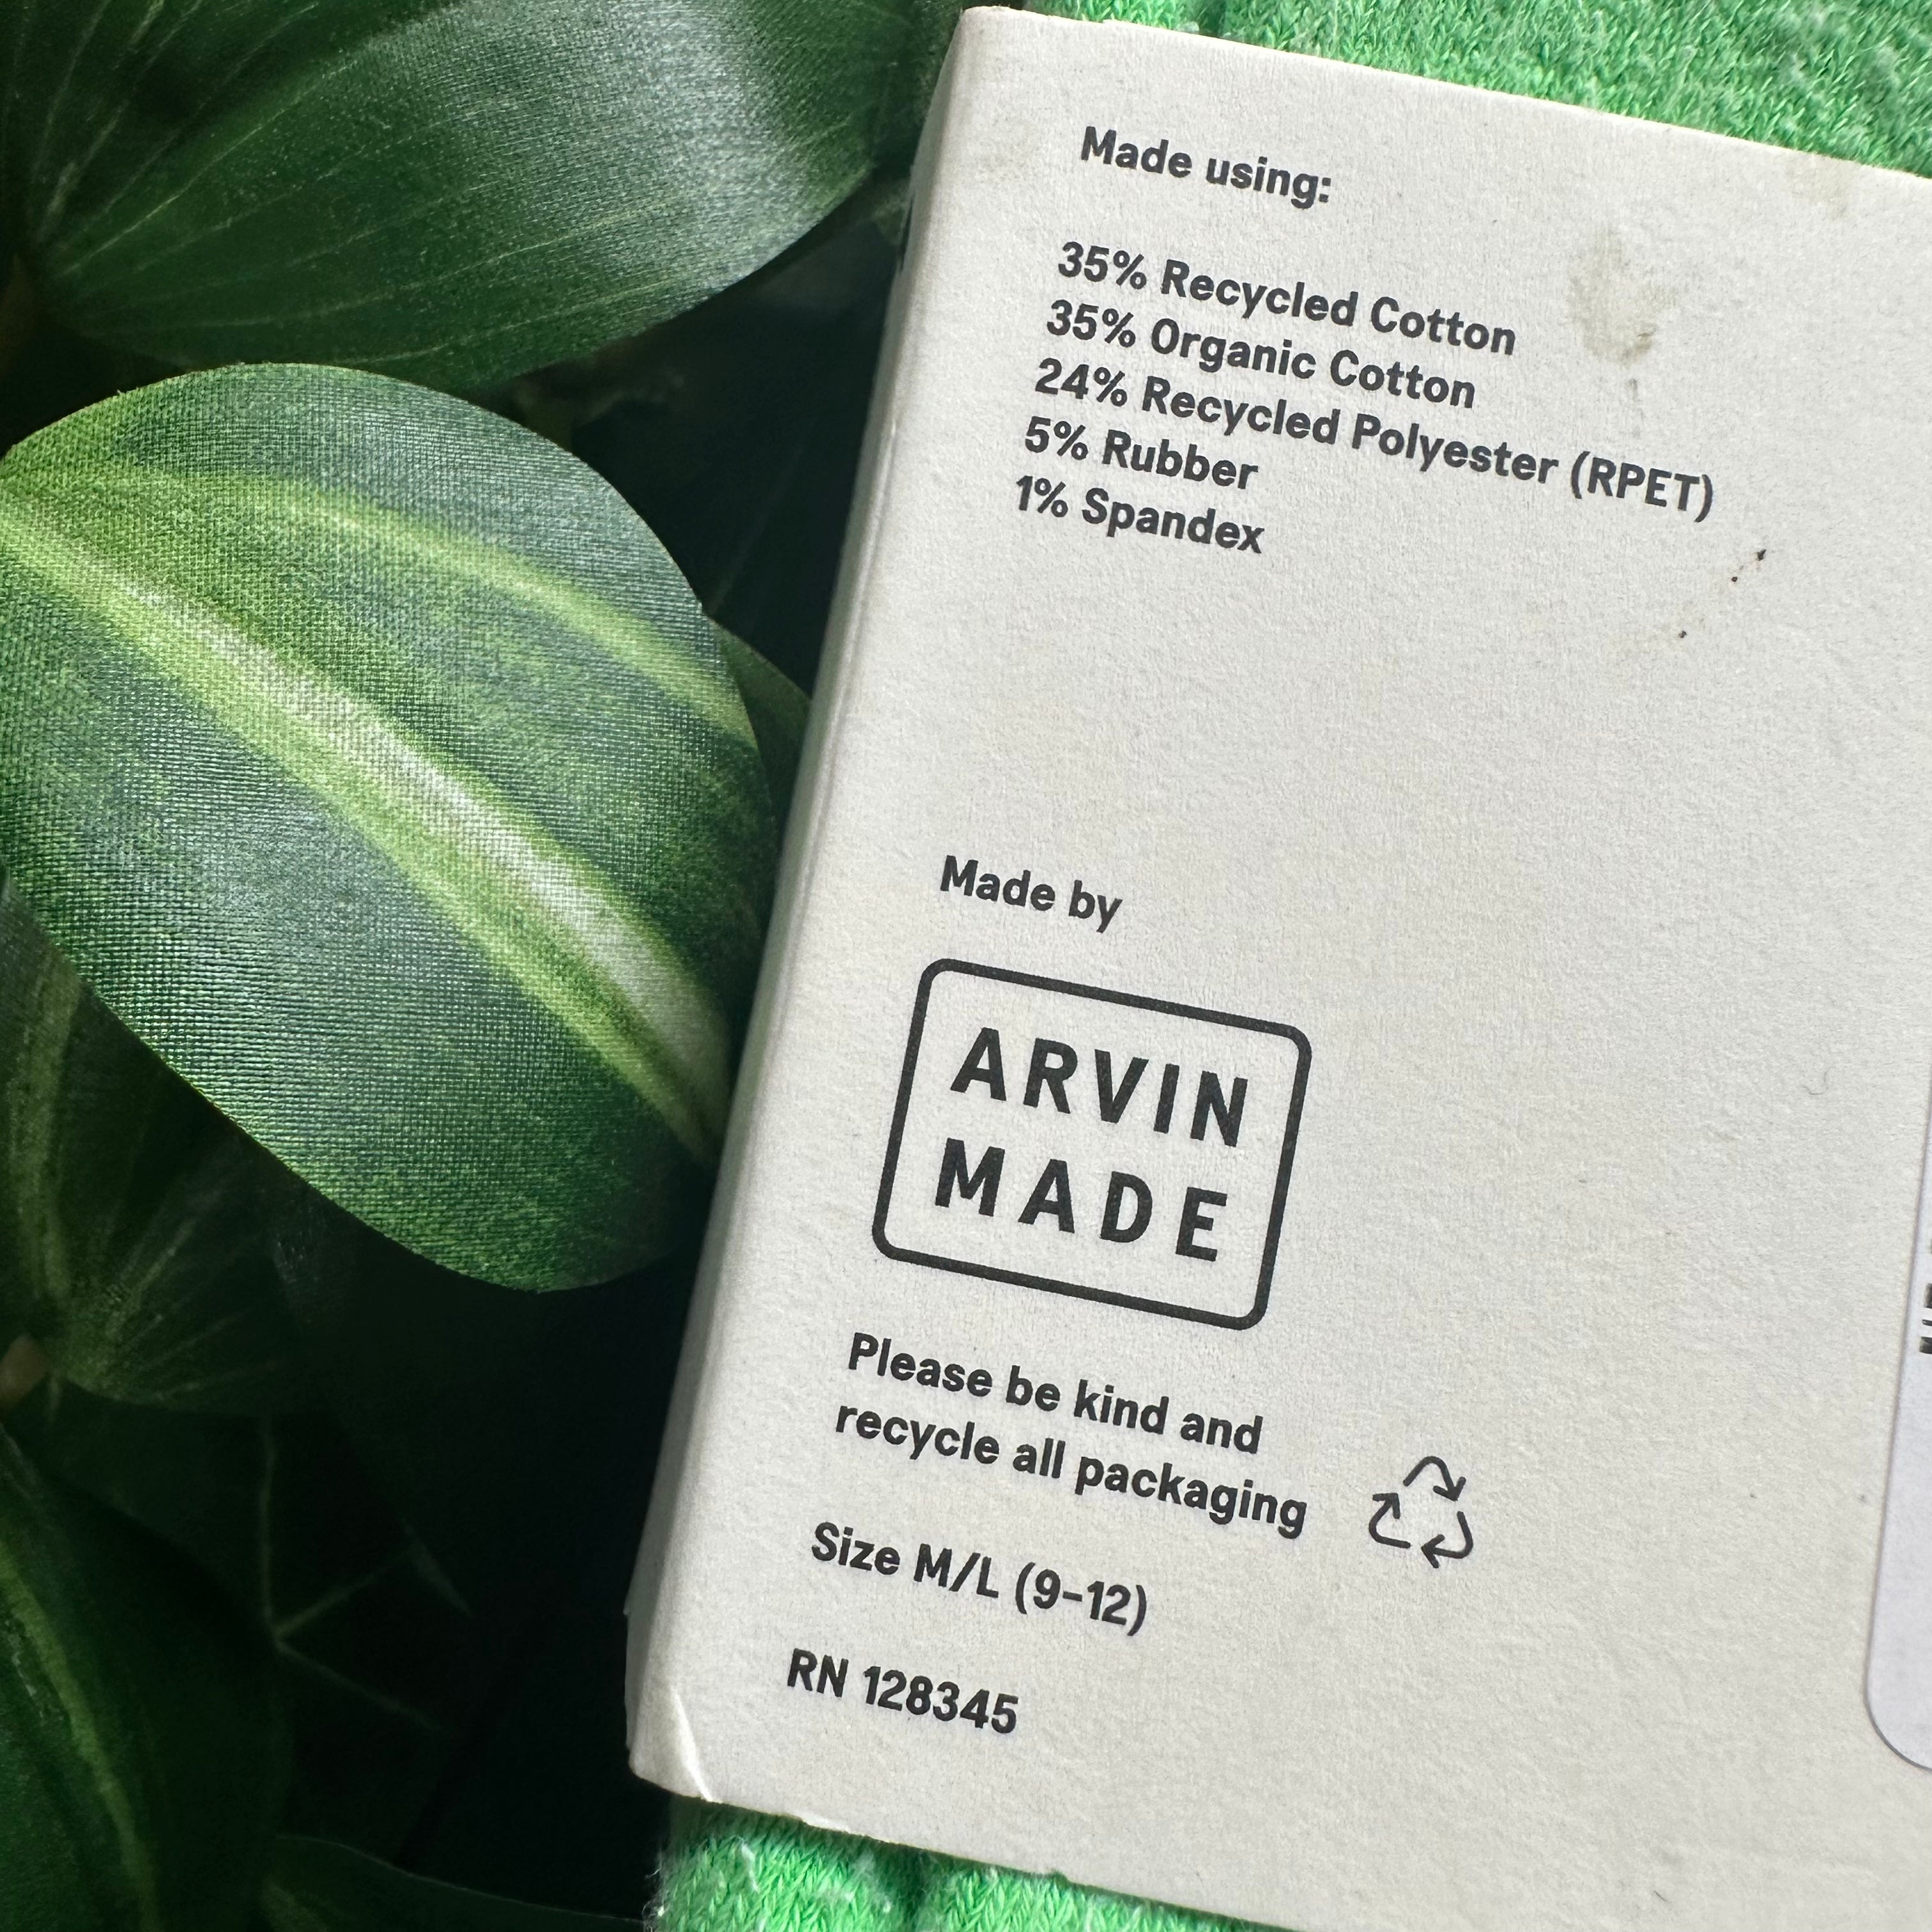 Made using:
35% Recycled Cotton
35% Organic Cotton
24% Recycled Polyester (RPET)
5% Rubber
1% Spandex
Made by
ARVIN
MADE
Please be kind and
recycle all packaging
Size M/L (9-12)
RN 128345